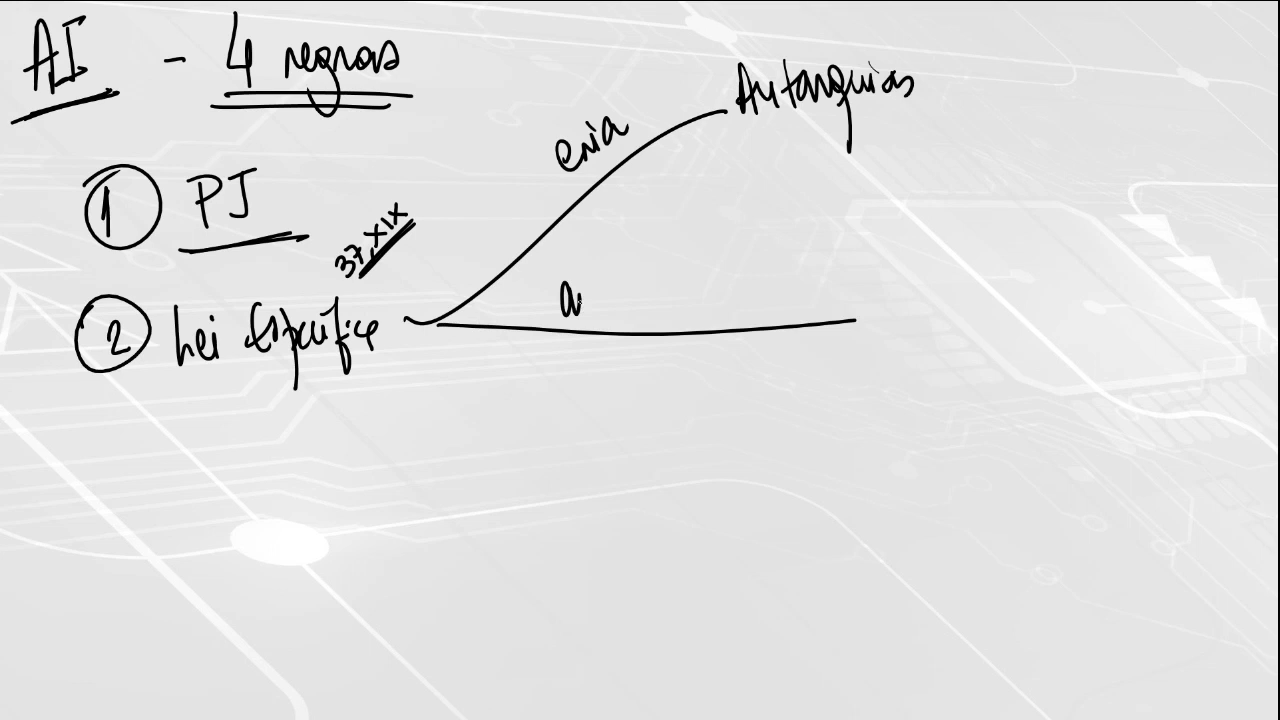 AI - 4 regras
cria Autarquias
① PJ
37, XIX
② Lei Específica
a